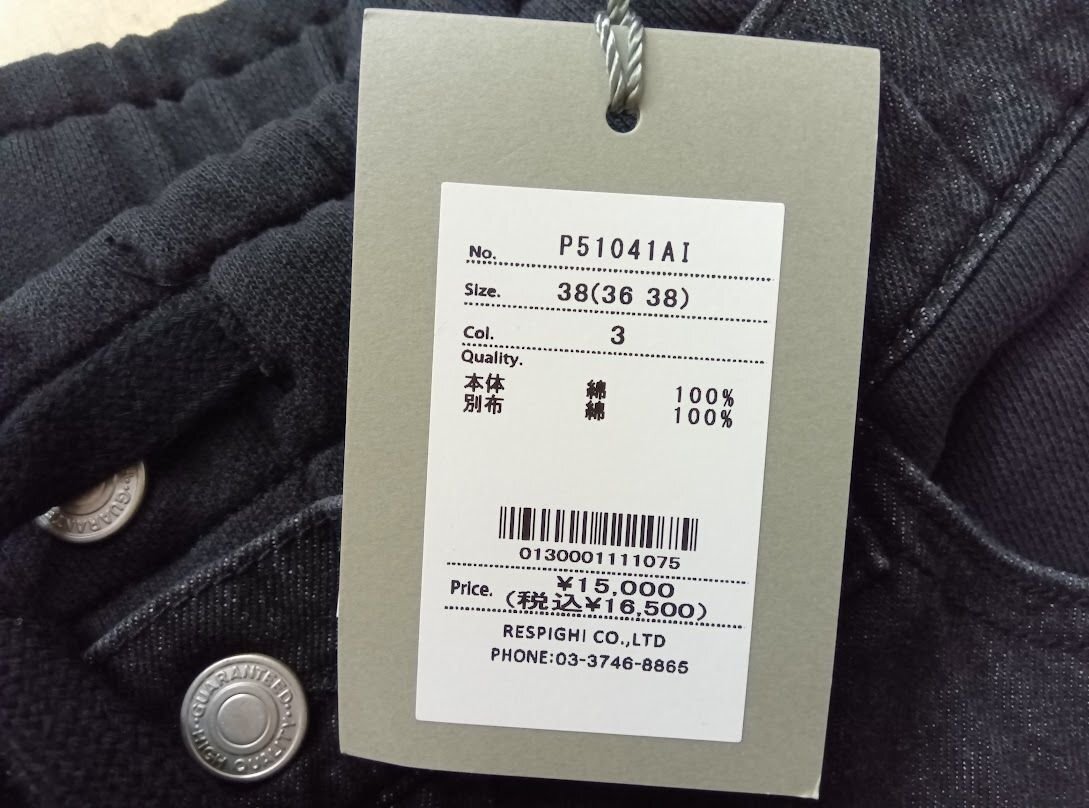 No. P51041AI
Size. 38(36 38)
Col. 3
Quality.
本体 綿 100%
別布 綿 100%
0130001111075
Price. ¥15,000
(税込¥16,500)
RESPIGHI CO.,LTD
PHONE:03-3746-8865
GUARANTEED
HIGH QUALITY
GUARANTE